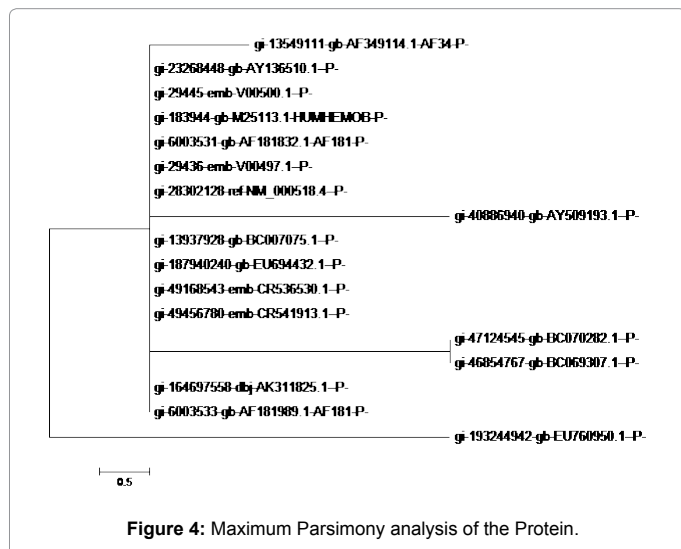 gi-13549111-gb-AF349114.1-AF34-P-
gi-23268448-gb-AY136510.1--P-
gi-29445-emb-V00500.1--P-
gi-183944-gb-M25113.1-HUMHEMOB-P-
gi-6003531-gb-AF181832.1-AF181-P-
gi-29436-emb-V00497.1--P-
gi-28302128-ref-NM_000518.4--P-
gi-40886940-gb-AY509193.1--P-
gi-13937928-gb-BC007075.1--P-
gi-187940240-gb-EU694432.1--P-
gi-49168543-emb-CR536530.1--P-
gi-49456780-emb-CR541913.1--P-
gi-47124545-gb-BC070282.1--P-
gi-46854767-gb-BC069307.1--P-
gi-164697558-dbj-AK311825.1--P-
gi-6003533-gb-AF181989.1-AF181-P-
gi-193244942-gb-EU760950.1--P-
0.5
Figure 4: Maximum Parsimony analysis of the Protein.